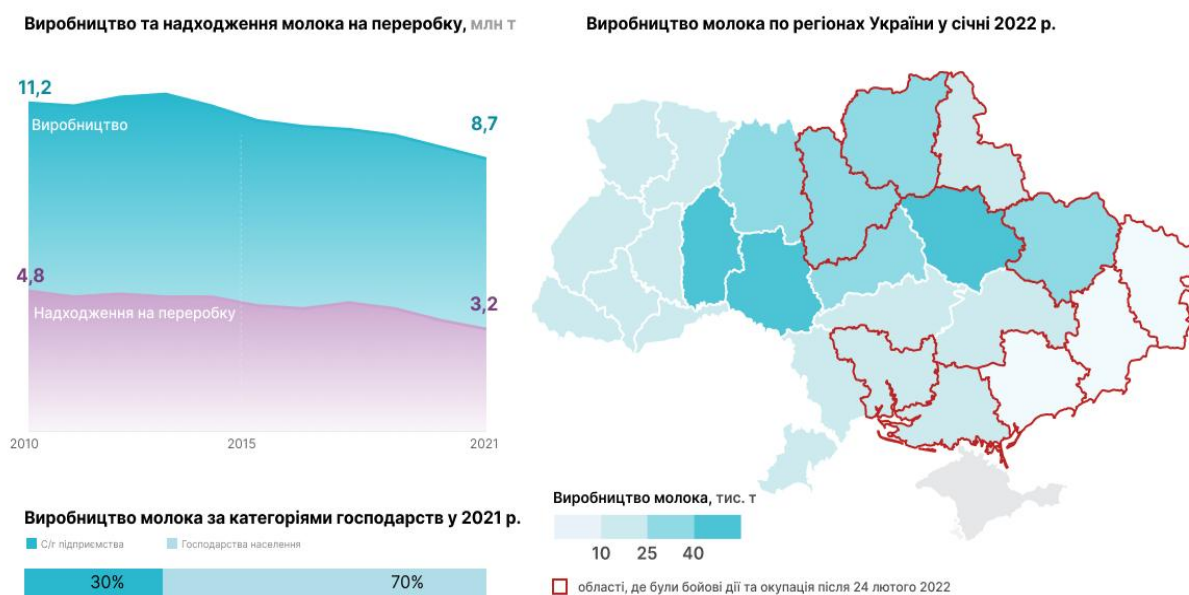 Виробництво та надходження молока на переробку, млн т
11,2
Виробництво
8,7
4,8
Надходження на переробку
3,2
2010
2015
2021
Виробництво молока за категоріями господарств у 2021 р.
С/г підприємства
Господарства населення
30%
70%
Виробництво молока по регіонах України у січні 2022 р.
Виробництво молока, тис. т
10
25
40
області, де були бойові дії та окупація після 24 лютого 2022